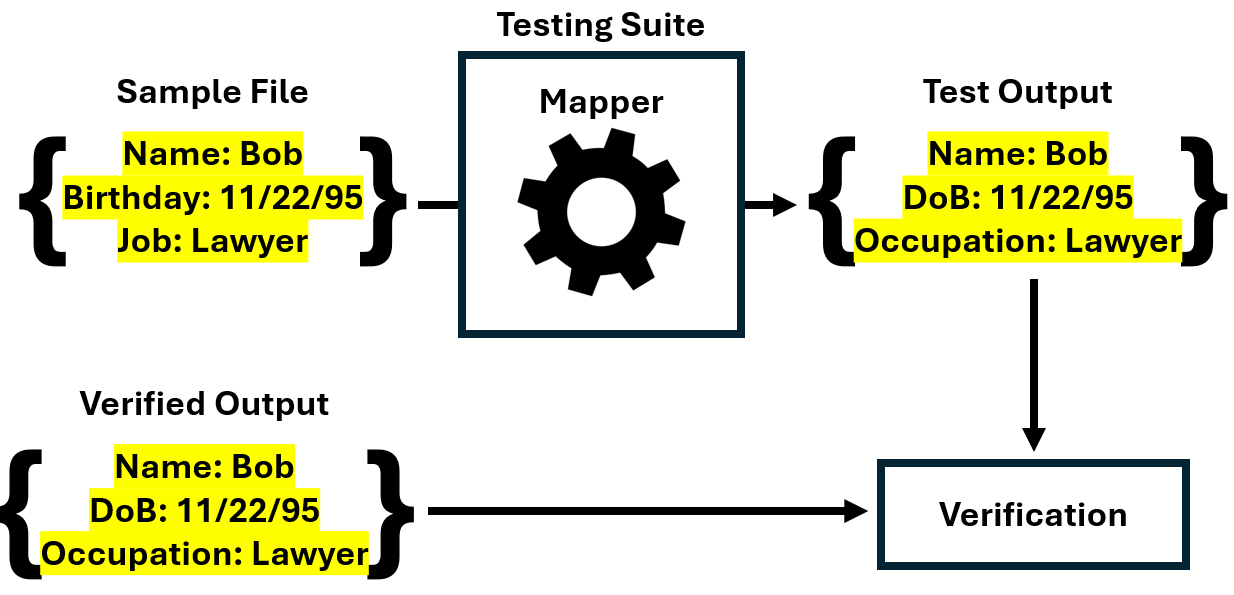 Testing Suite
Sample File
Mapper
Test Output
{ Name: Bob
Birthday: 11/22/95
Job: Lawyer }
{ Name: Bob
DoB: 11/22/95
Occupation: Lawyer }
Verified Output
{ Name: Bob
DoB: 11/22/95
Occupation: Lawyer }
Verification